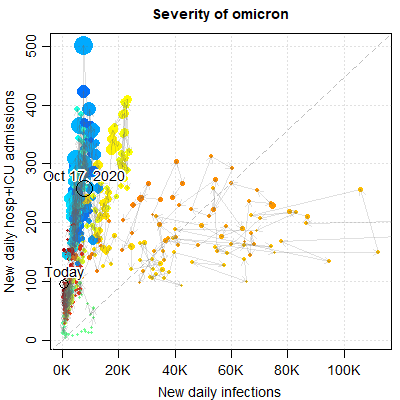 Severity of omicron
New daily hosp+ICU admissions
500
400
300
200
100
0
Oct 17, 2020
Today
0K 20K 40K 60K 80K 100K
New daily infections